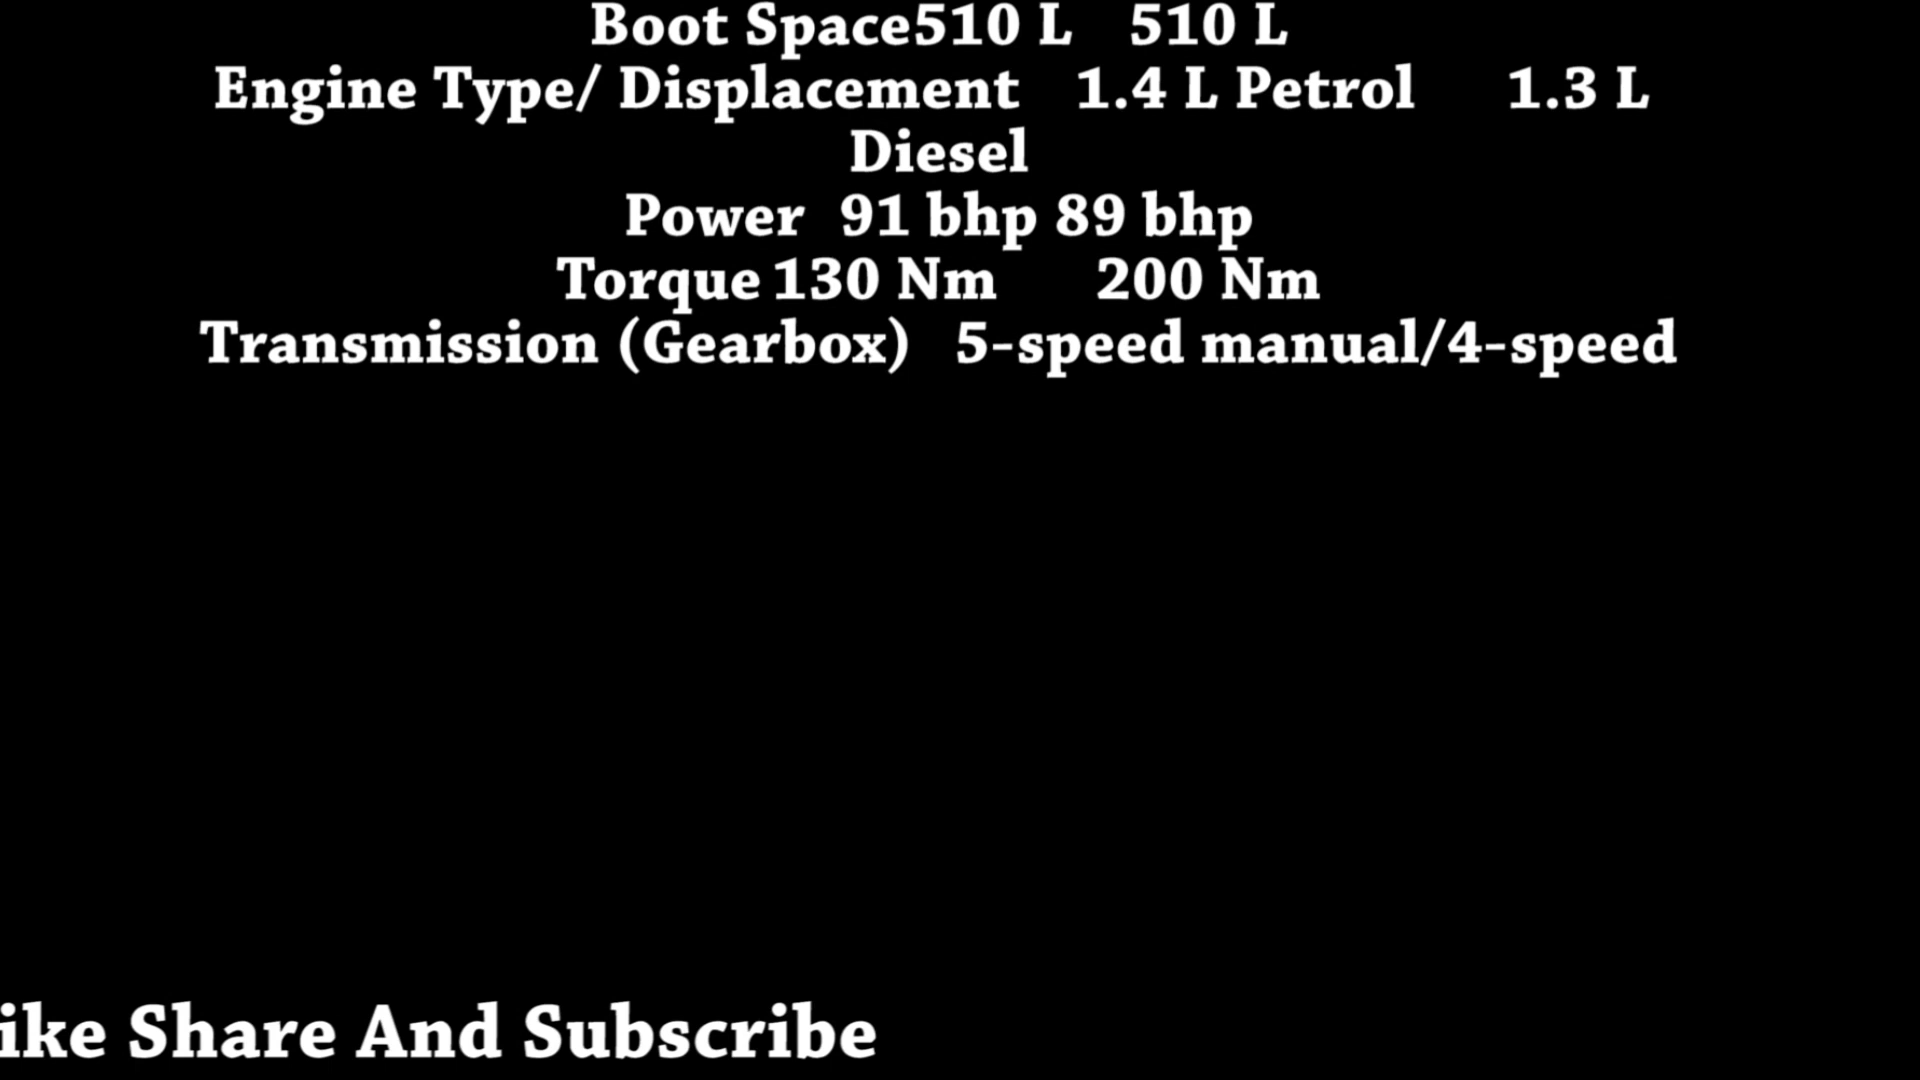 Boot Space510 L 510 L
Engine Type/ Displacement 1.4 L Petrol 1.3 L
Diesel
Power 91 bhp 89 bhp
Torque 130 Nm 200 Nm
Transmission (Gearbox) 5-speed manual/4-speed
ike Share And Subscribe